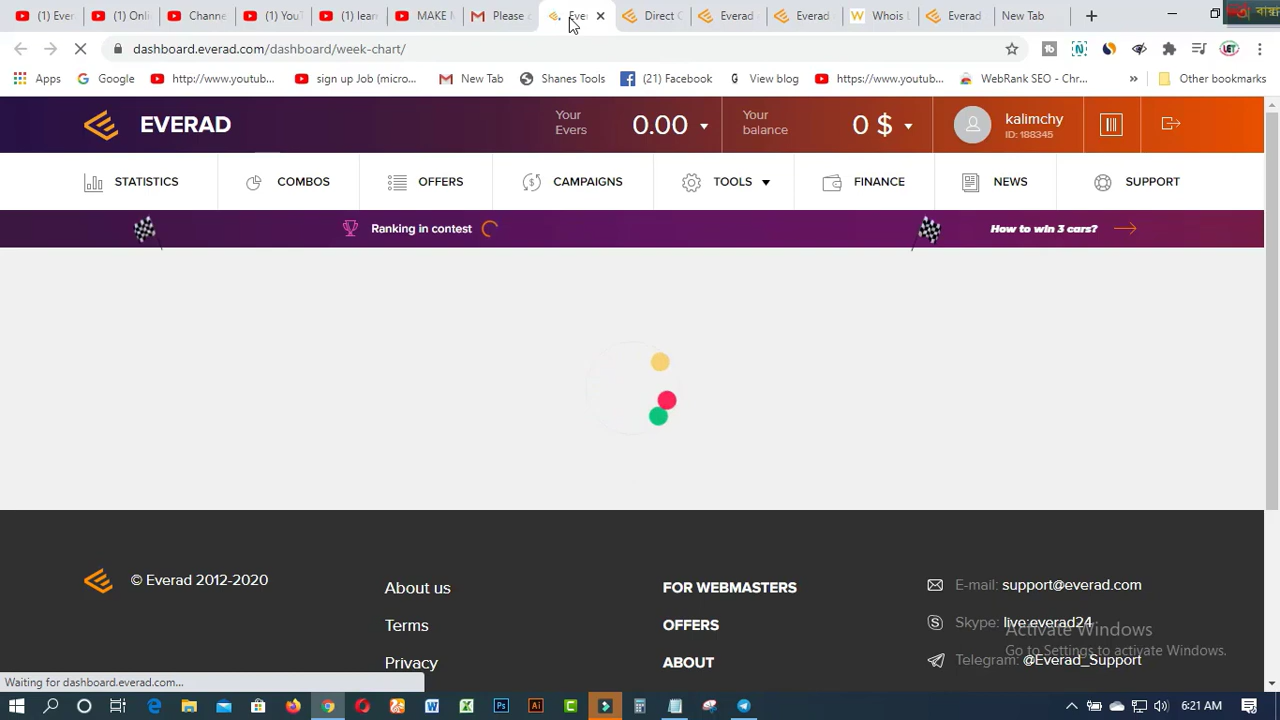 (1) Ever
(1) Onli
Channe
(1) You
(1) lear
MAKE M
Please
Ever
Direct C
Everad
Everad
Whois
Everad
New Tab
dashboard.everad.com/dashboard/week-chart/
Apps
Google
http://www.youtub...
sign up Job (micro...
New Tab
Shanes Tools
(21) Facebook
View blog
https://www.youtu...
WebRank SEO - Chr...
»
Other bookmarks
EVERAD
Your Evers
0.00
Your balance
0 $
kalimchy
ID: 188345
STATISTICS
COMBOS
OFFERS
CAMPAIGNS
TOOLS
FINANCE
NEWS
SUPPORT
Ranking in contest
How to win 3 cars?
© Everad 2012-2020
About us
Terms
Privacy
FOR WEBMASTERS
OFFERS
ABOUT
E-mail: support@everad.com
Skype: live:everad24
Telegram: @Everad_Support
Activate Windows
Go to Settings to activate Windows.
Waiting for dashboard.everad.com...
6:21 AM